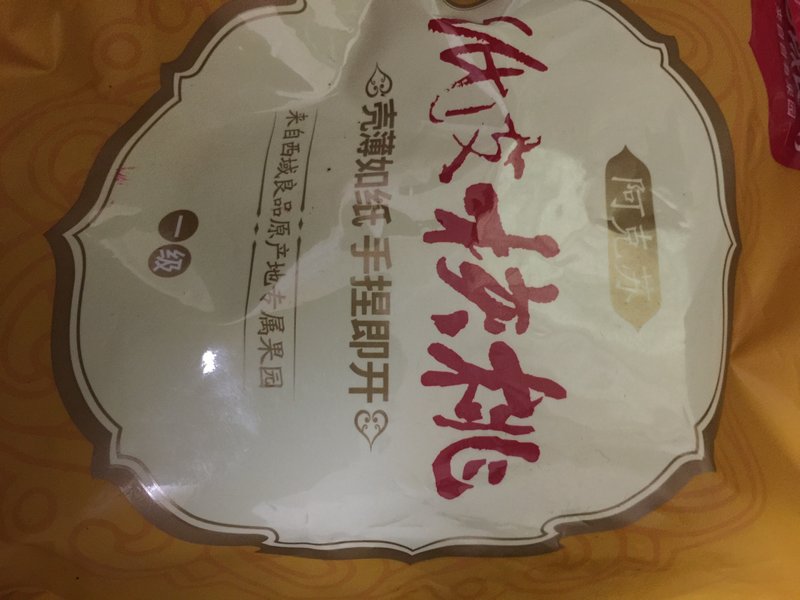 阿克苏
纸皮核桃
壳薄如纸 手捏即开
来自西域良品原产地专属果园
一级